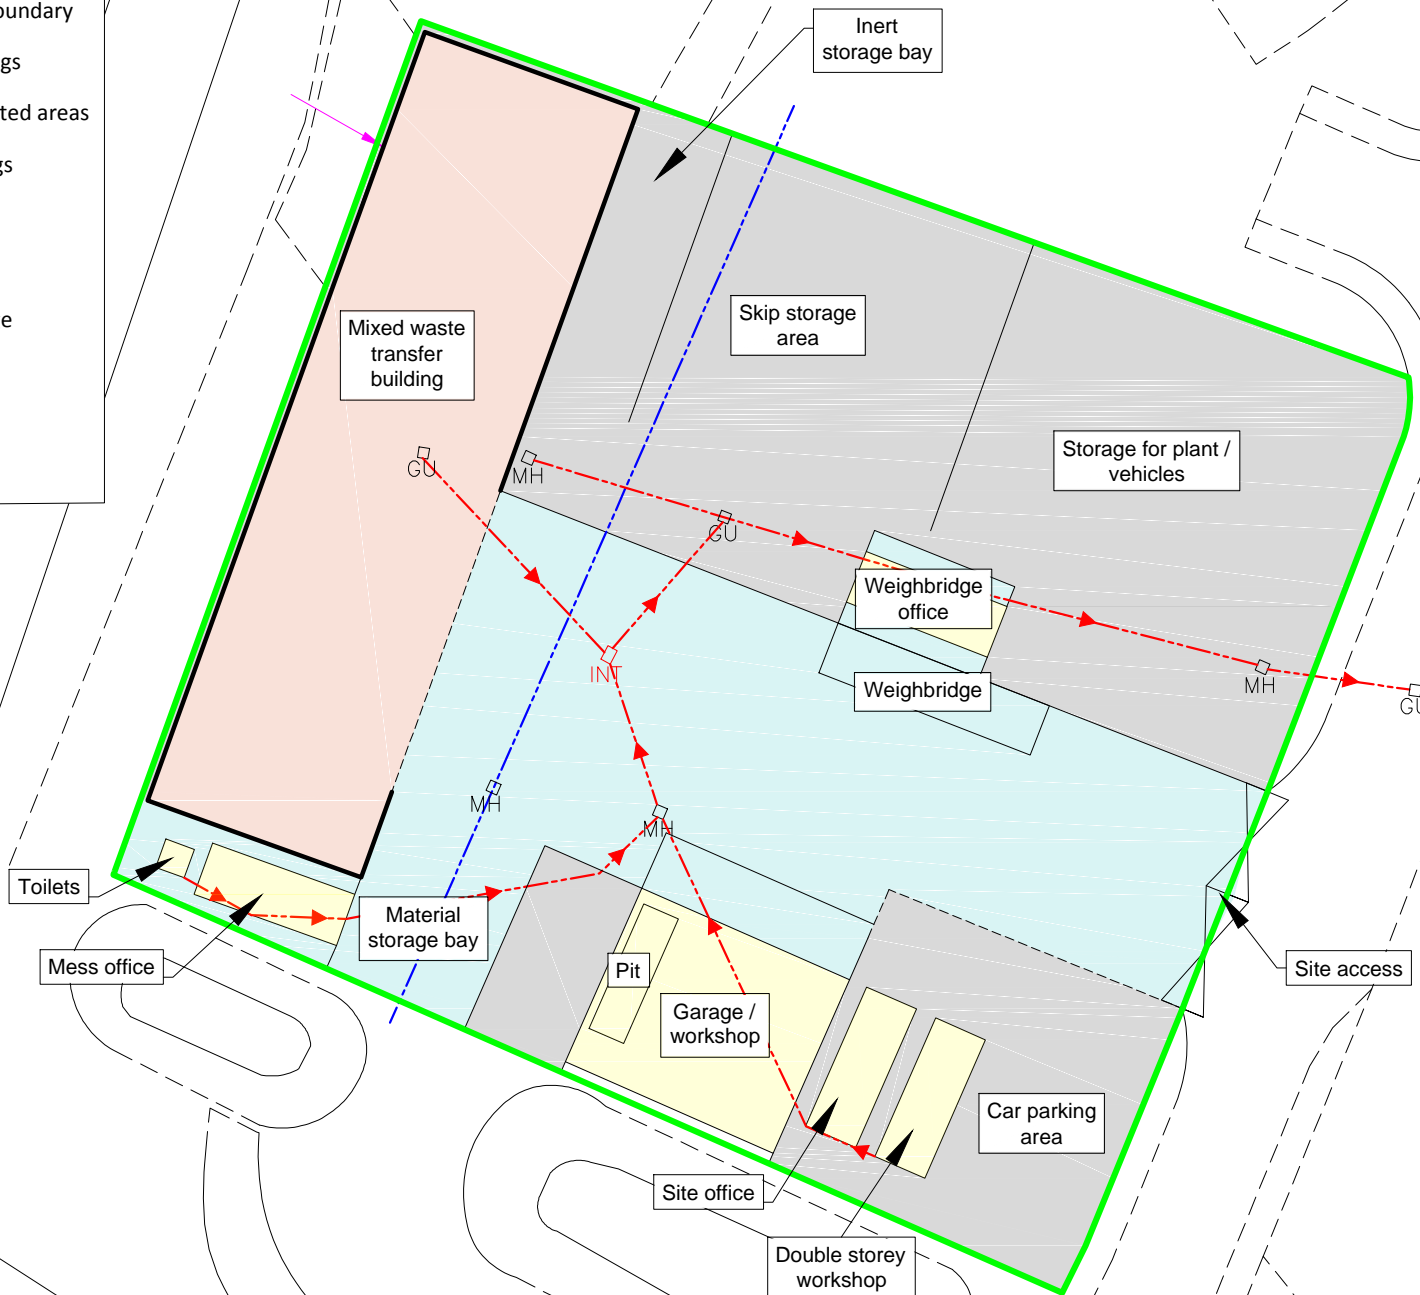 oundary
gs
ted areas
gs
e
Inert
storage bay
Skip storage
area
Mixed waste
transfer
building
Storage for plant /
vehicles
GU
MH
GU
Weighbridge
office
INT
Weighbridge
MH
GU
MH
MH
Toilets
Material
storage bay
Mess office
Pit
Site access
Garage /
workshop
Car parking
area
Site office
Double storey
workshop